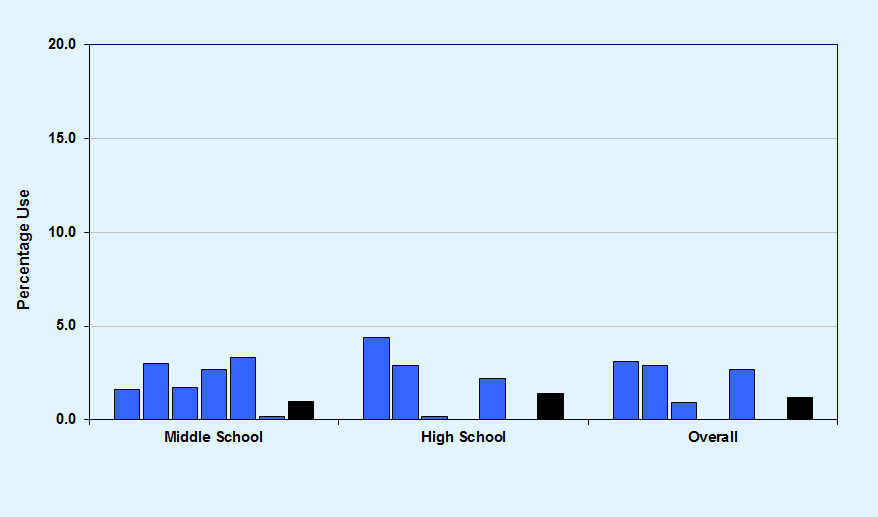 20.0
15.0
10.0
5.0
0.0
Percentage Use
Middle School
High School
Overall